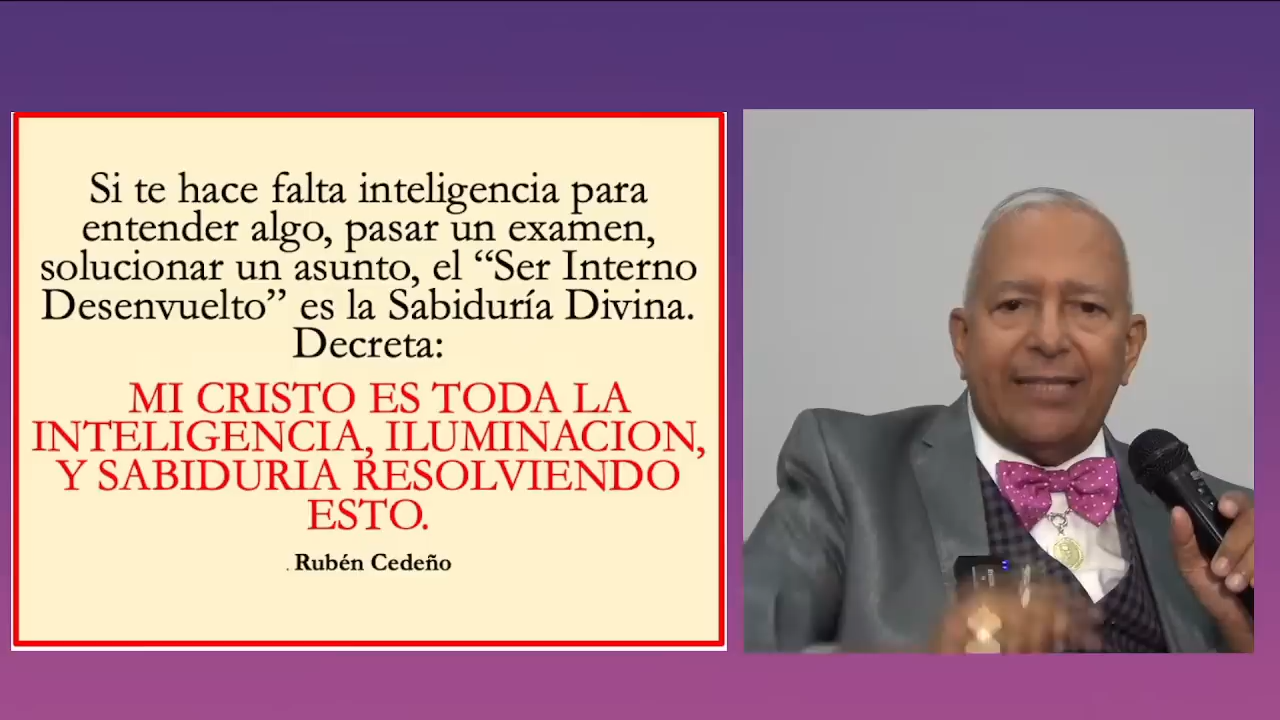 Si te hace falta inteligencia para
entender algo, pasar un examen,
solucionar un asunto, el “Ser Interno
Desenvuelto” es la Sabiduría Divina.
Decreta:
MI CRISTO ES TODA LA
INTELIGENCIA, ILUMINACION,
Y SABIDURIA RESOLVIENDO
ESTO.
. Rubén Cedeño